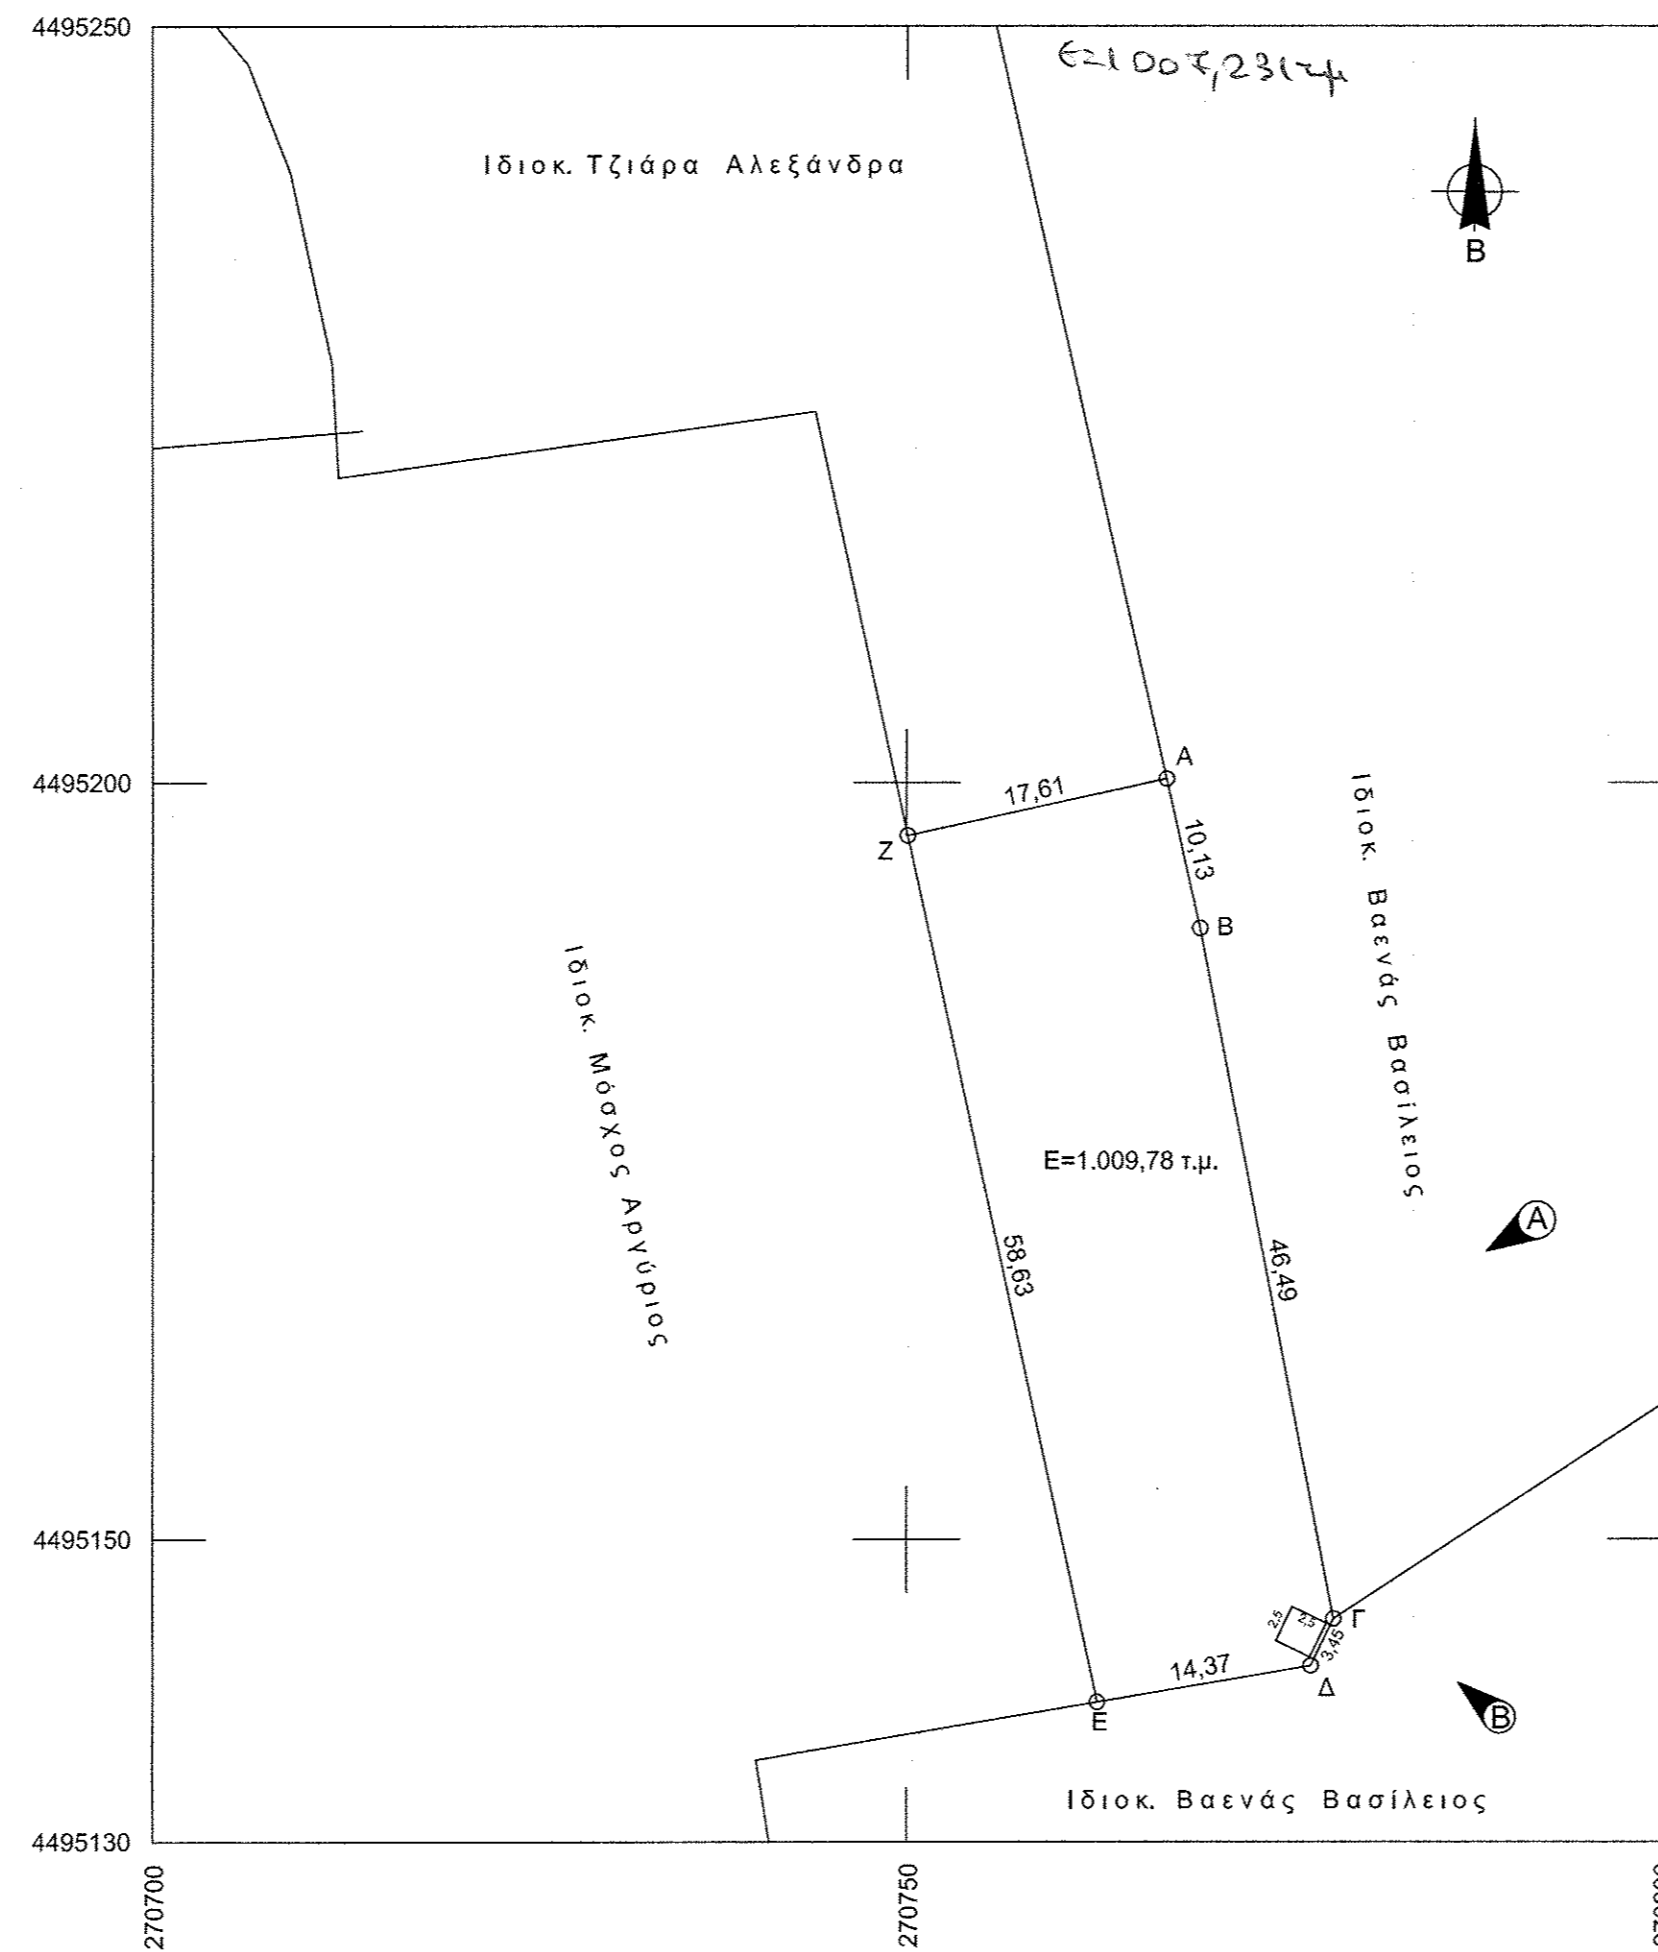 4495250
Ε=1007,231τμ
Ιδιοκ. Τζιάρα Αλεξάνδρα
Β
4495200
Α
17,61
10,13
Ζ
Β
Ιδιοκ. Βαενάς Βασίλειος
Ιδιοκ. Μόσχος Αργύριος
Ε=1.009,78 τ.μ.
Α
58,63
46,49
4495150
2,5
2,5
Γ
3,45
14,37
Δ
Ε
Β
Ιδιοκ. Βαενάς Βασίλειος
4495130
270700
270750